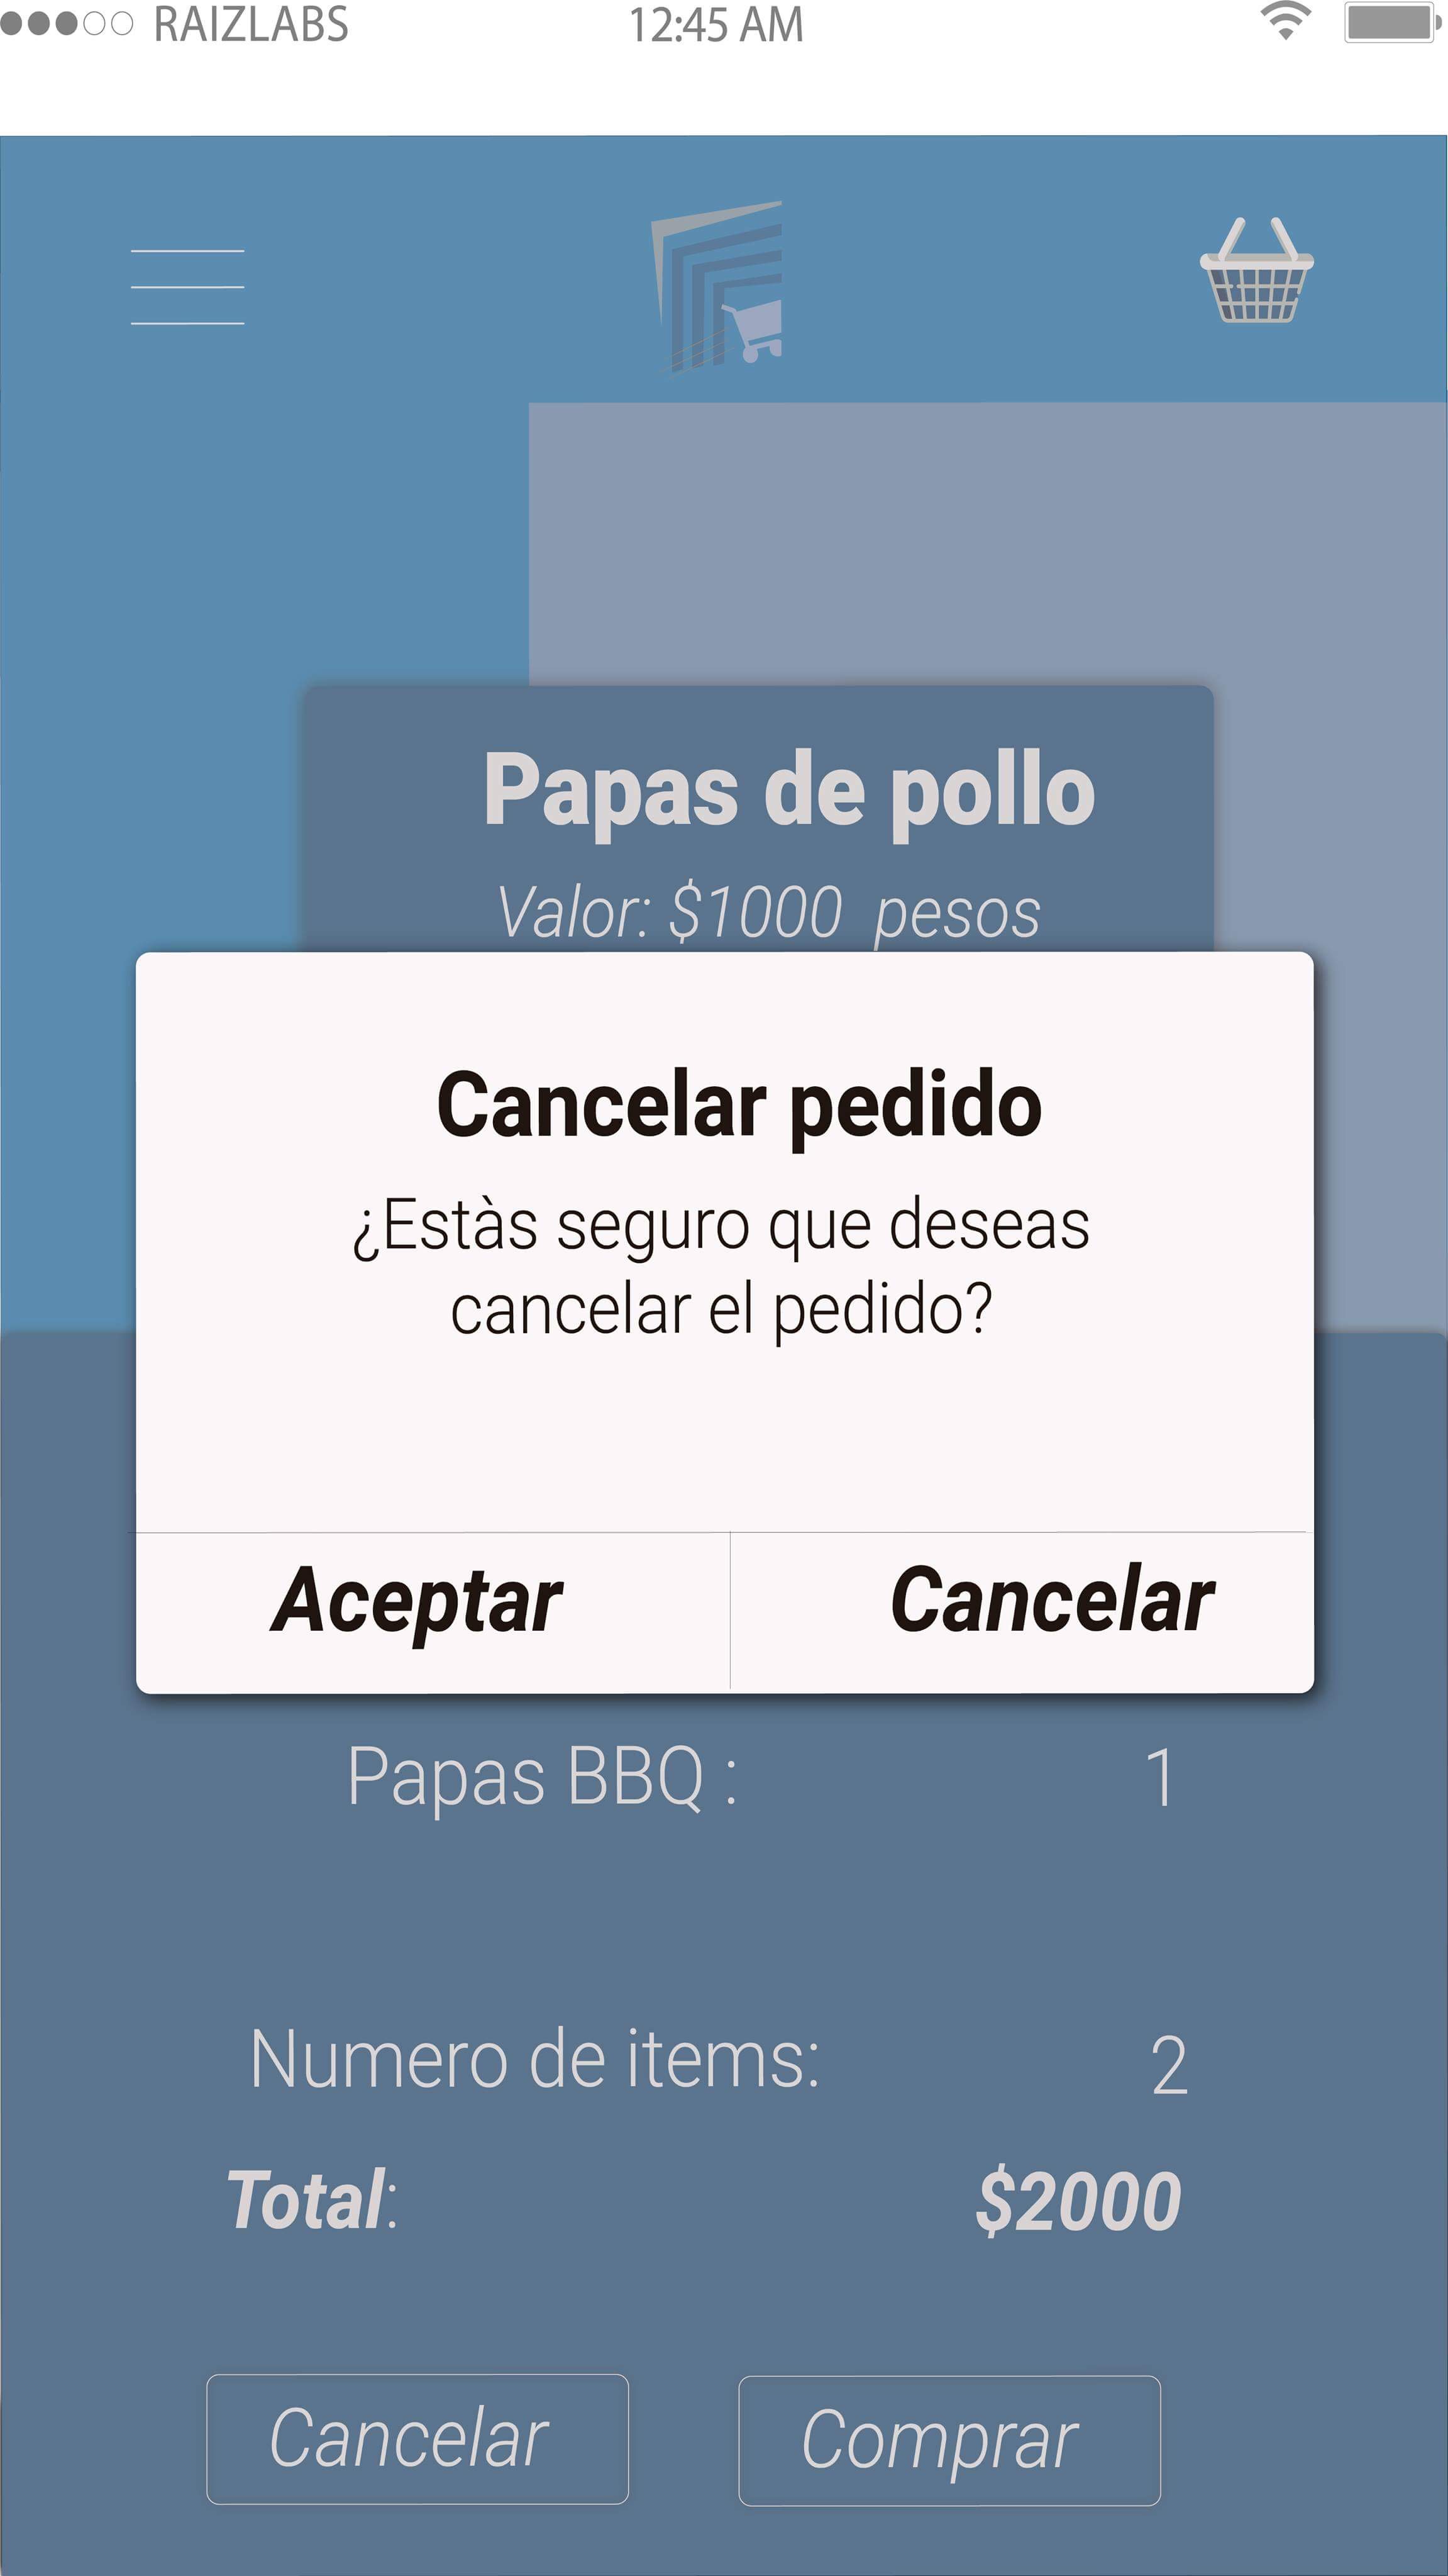 RAIZLABS 12:45 AM
Papas de pollo
Valor: $1000 pesos
Cancelar pedido
¿Estàs seguro que deseas
cancelar el pedido?
Aceptar Cancelar
Papas BBQ : 1
Numero de items: 2
Total: $2000
Cancelar Comprar